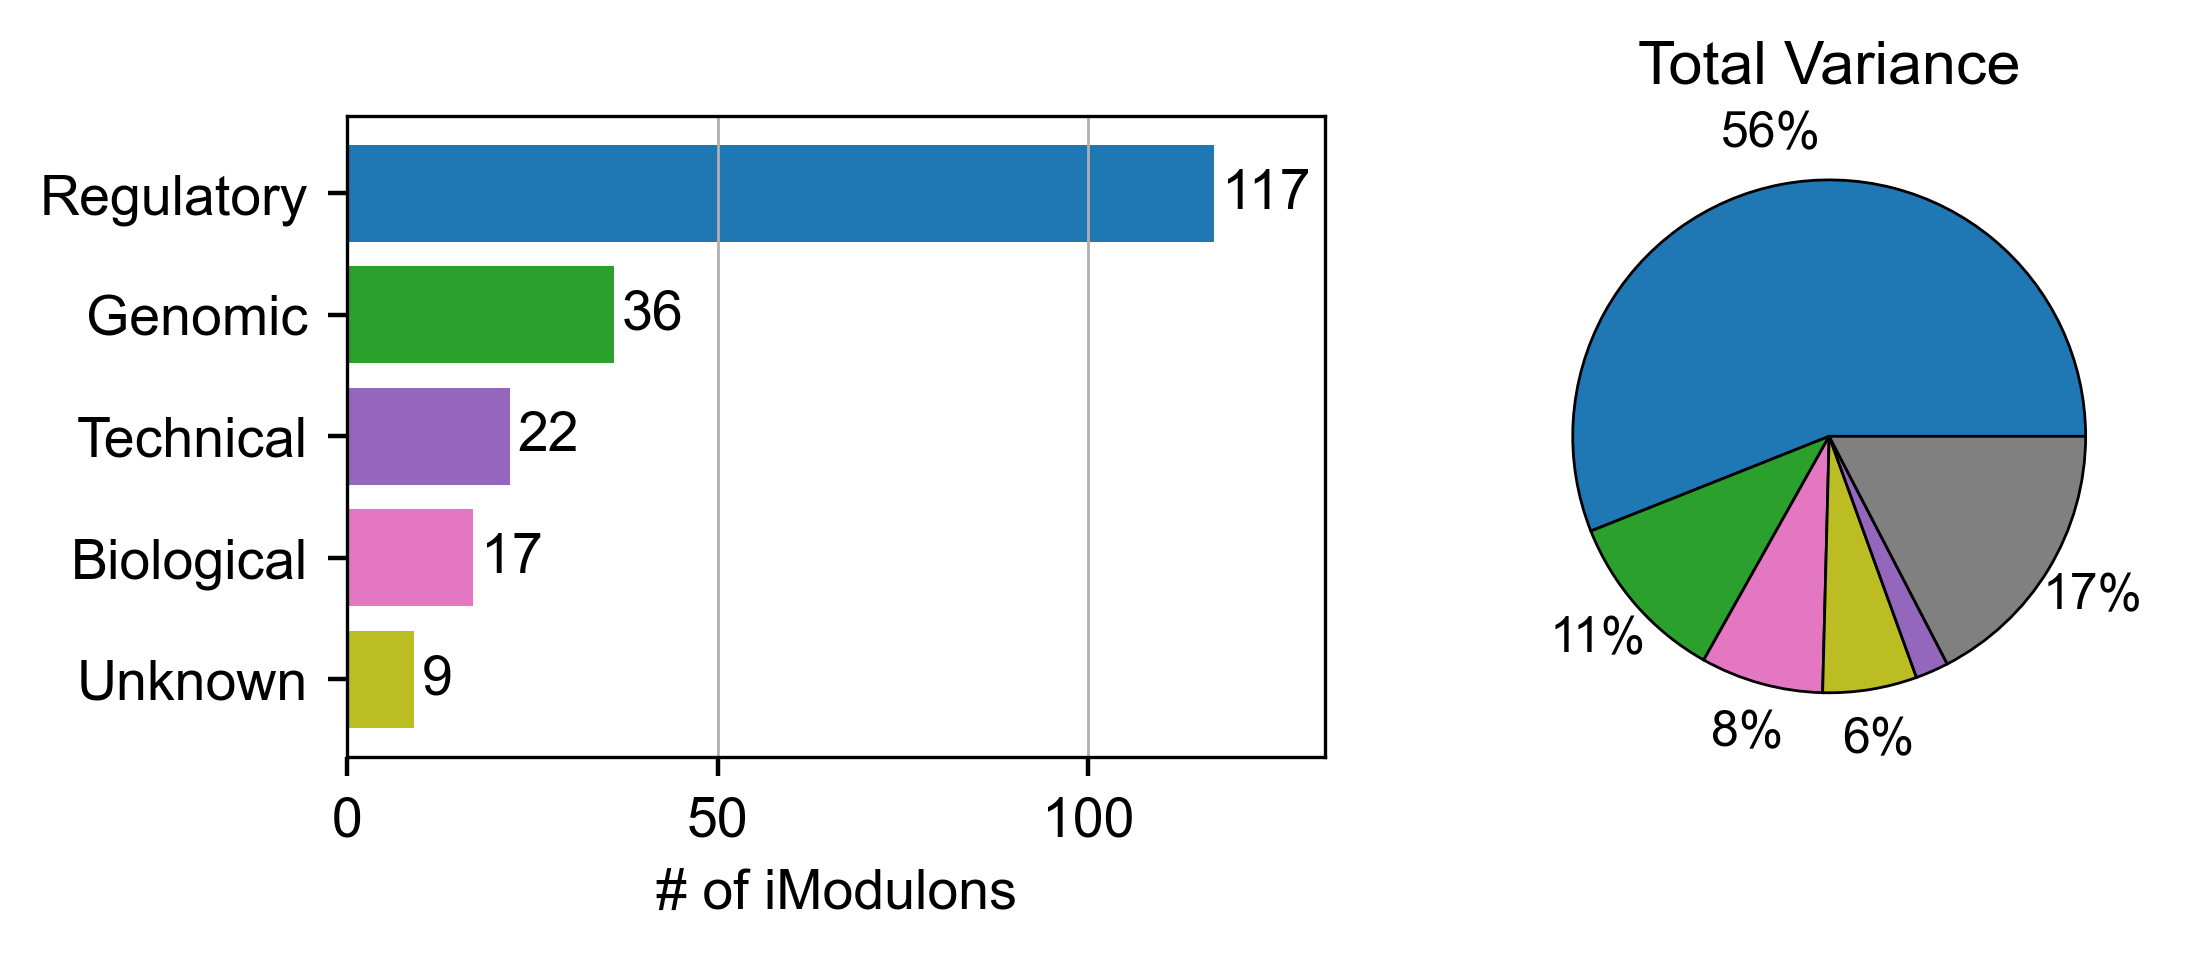 Regulatory
117
Genomic
36
Technical
22
Biological
17
Unknown
9
0 50 100
# of iModulons
Total Variance
56%
17%
11%
8%
6%